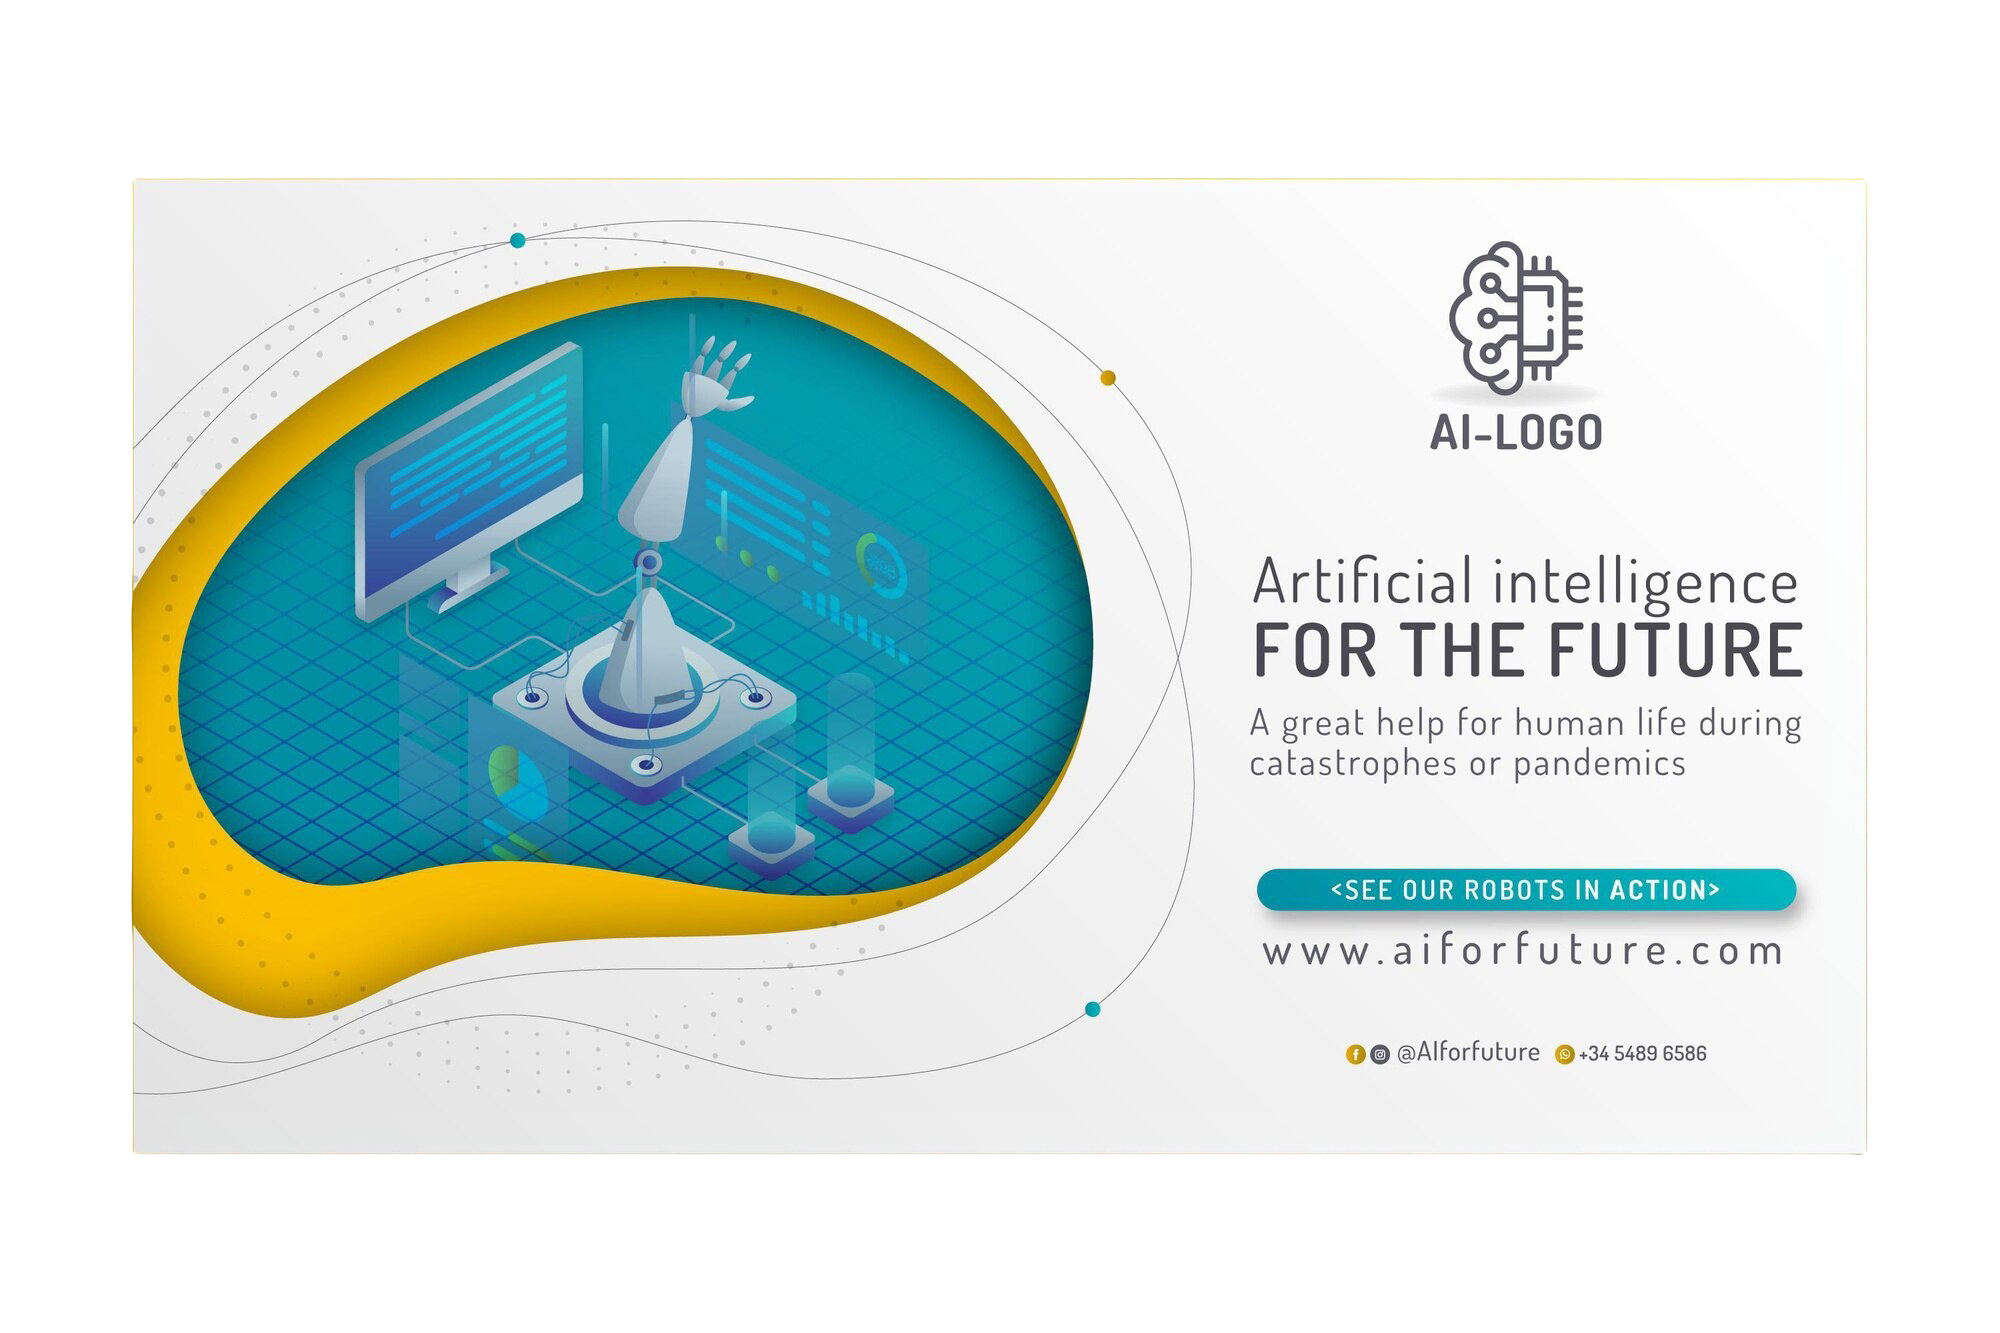 AI-LOGO
Artificial intelligence
FOR THE FUTURE
A great help for human life during
catastrophes or pandemics
<SEE OUR ROBOTS IN ACTION>
www.aiforfuture.com
@AIforfuture +34 5489 6586